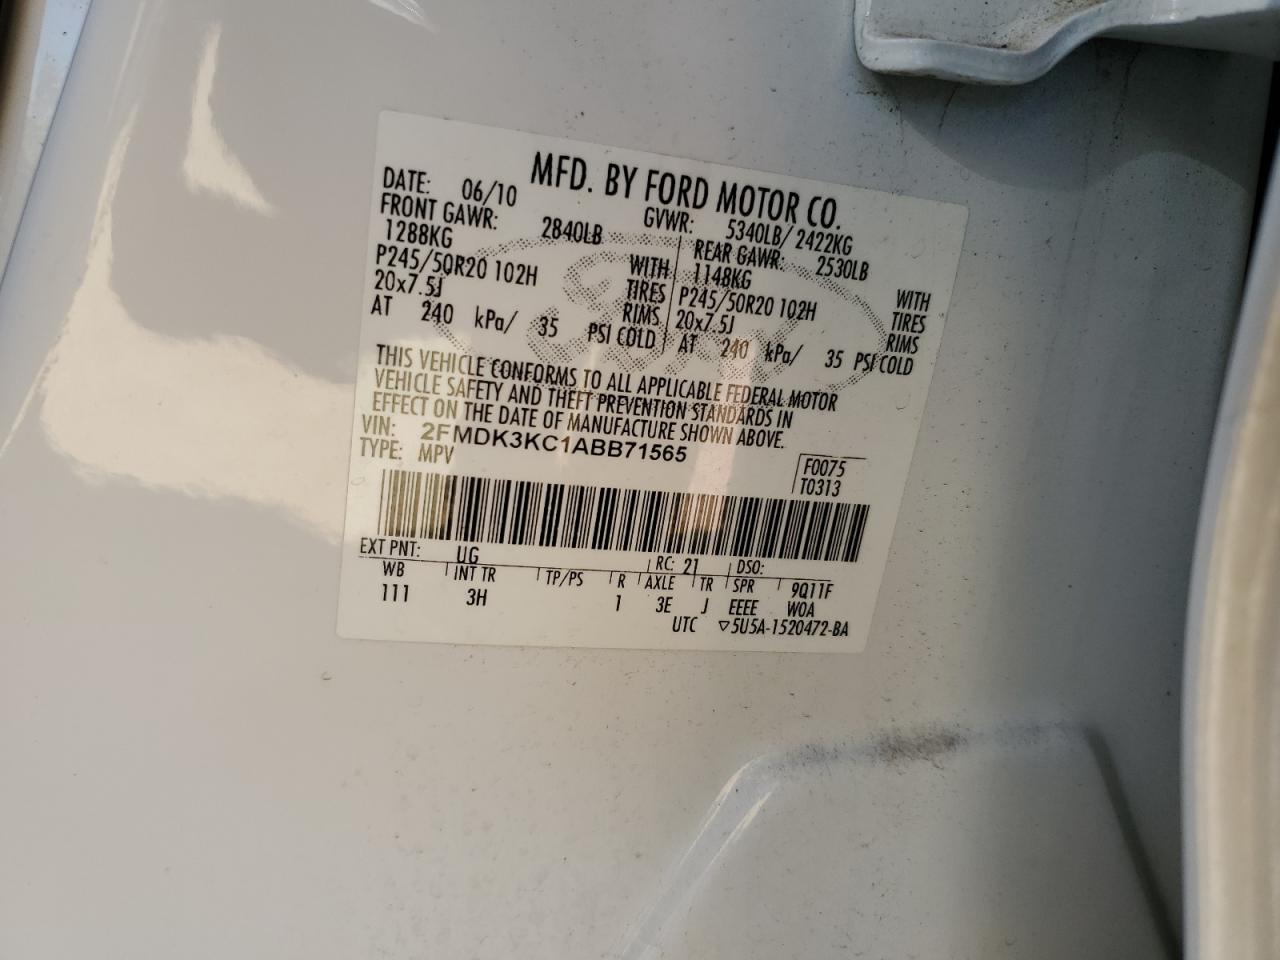 MFD. BY FORD MOTOR CO.
DATE: 06/10 GVWR: 5340LB/ 2422KG
FRONT GAWR: 2840LB REAR GAWR: 2530LB
1288KG WITH 1148KG WITH
P245/50R20 102H TIRES P245/50R20 102H TIRES
20x7.5J RIMS 20x7.5J RIMS
AT 240 kPa/ 35 PSI COLD AT 240 kPa/ 35 PSI COLD
THIS VEHICLE CONFORMS TO ALL APPLICABLE FEDERAL MOTOR
VEHICLE SAFETY AND THEFT PREVENTION STANDARDS IN
EFFECT ON THE DATE OF MANUFACTURE SHOWN ABOVE.
VIN: 2FMDK3KC1ABB71565
TYPE: MPV
F0075
T0313
EXT PNT: UG RC: 21 DSO:
WB INT TR TP/PS R AXLE TR SPR 9Q11F
111 3H 1 3E J EEEE WOA
UTC ▽5U5A-1520472-BA